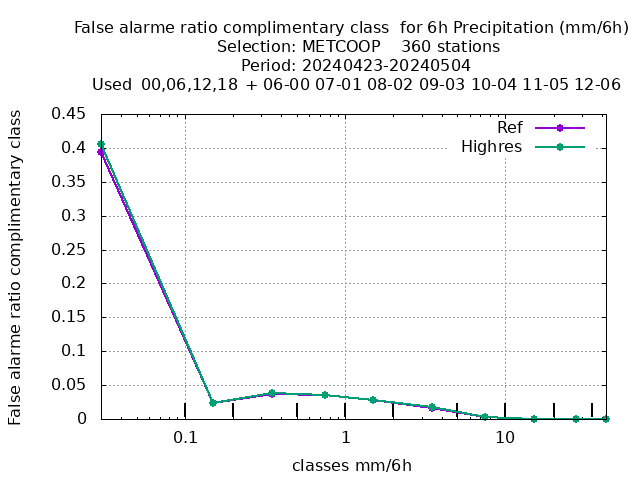 False alarme ratio complimentary class  for 6h Precipitation (mm/6h)
Selection: METCOOP    360 stations
Period: 20240423-20240504
Used  00,06,12,18  + 06-00 07-01 08-02 09-03 10-04 11-05 12-06
False alarme ratio complimentary class
0.45
0.4
0.35
0.3
0.25
0.2
0.15
0.1
0.05
0
Ref
Highres
0.1
1
10
classes mm/6h